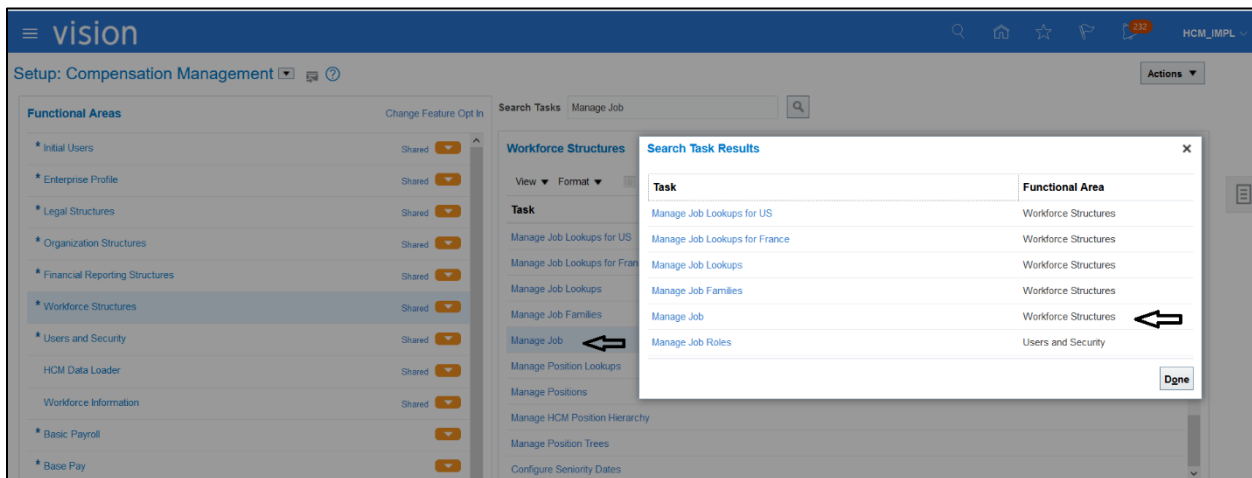 vision
232
HCM_IMPL
Setup: Compensation Management
Actions
Functional Areas
Change Feature Opt In
* Initial Users Shared
* Enterprise Profile Shared
* Legal Structures Shared
* Organization Structures Shared
* Financial Reporting Structures Shared
* Workforce Structures Shared
* Users and Security Shared
HCM Data Loader Shared
Workforce Information Shared
* Basic Payroll
* Base Pay
Search Tasks Manage Job
Workforce Structures
View Format
Task
Manage Job Lookups for US
Manage Job Lookups for Fran
Manage Job Lookups
Manage Job Families
Manage Job
Manage Position Lookups
Manage Positions
Manage HCM Position Hierarchy
Manage Position Trees
Configure Seniority Dates
Search Task Results
Task Functional Area
Manage Job Lookups for US Workforce Structures
Manage Job Lookups for France Workforce Structures
Manage Job Lookups Workforce Structures
Manage Job Families Workforce Structures
Manage Job Workforce Structures
Manage Job Roles Users and Security
Done